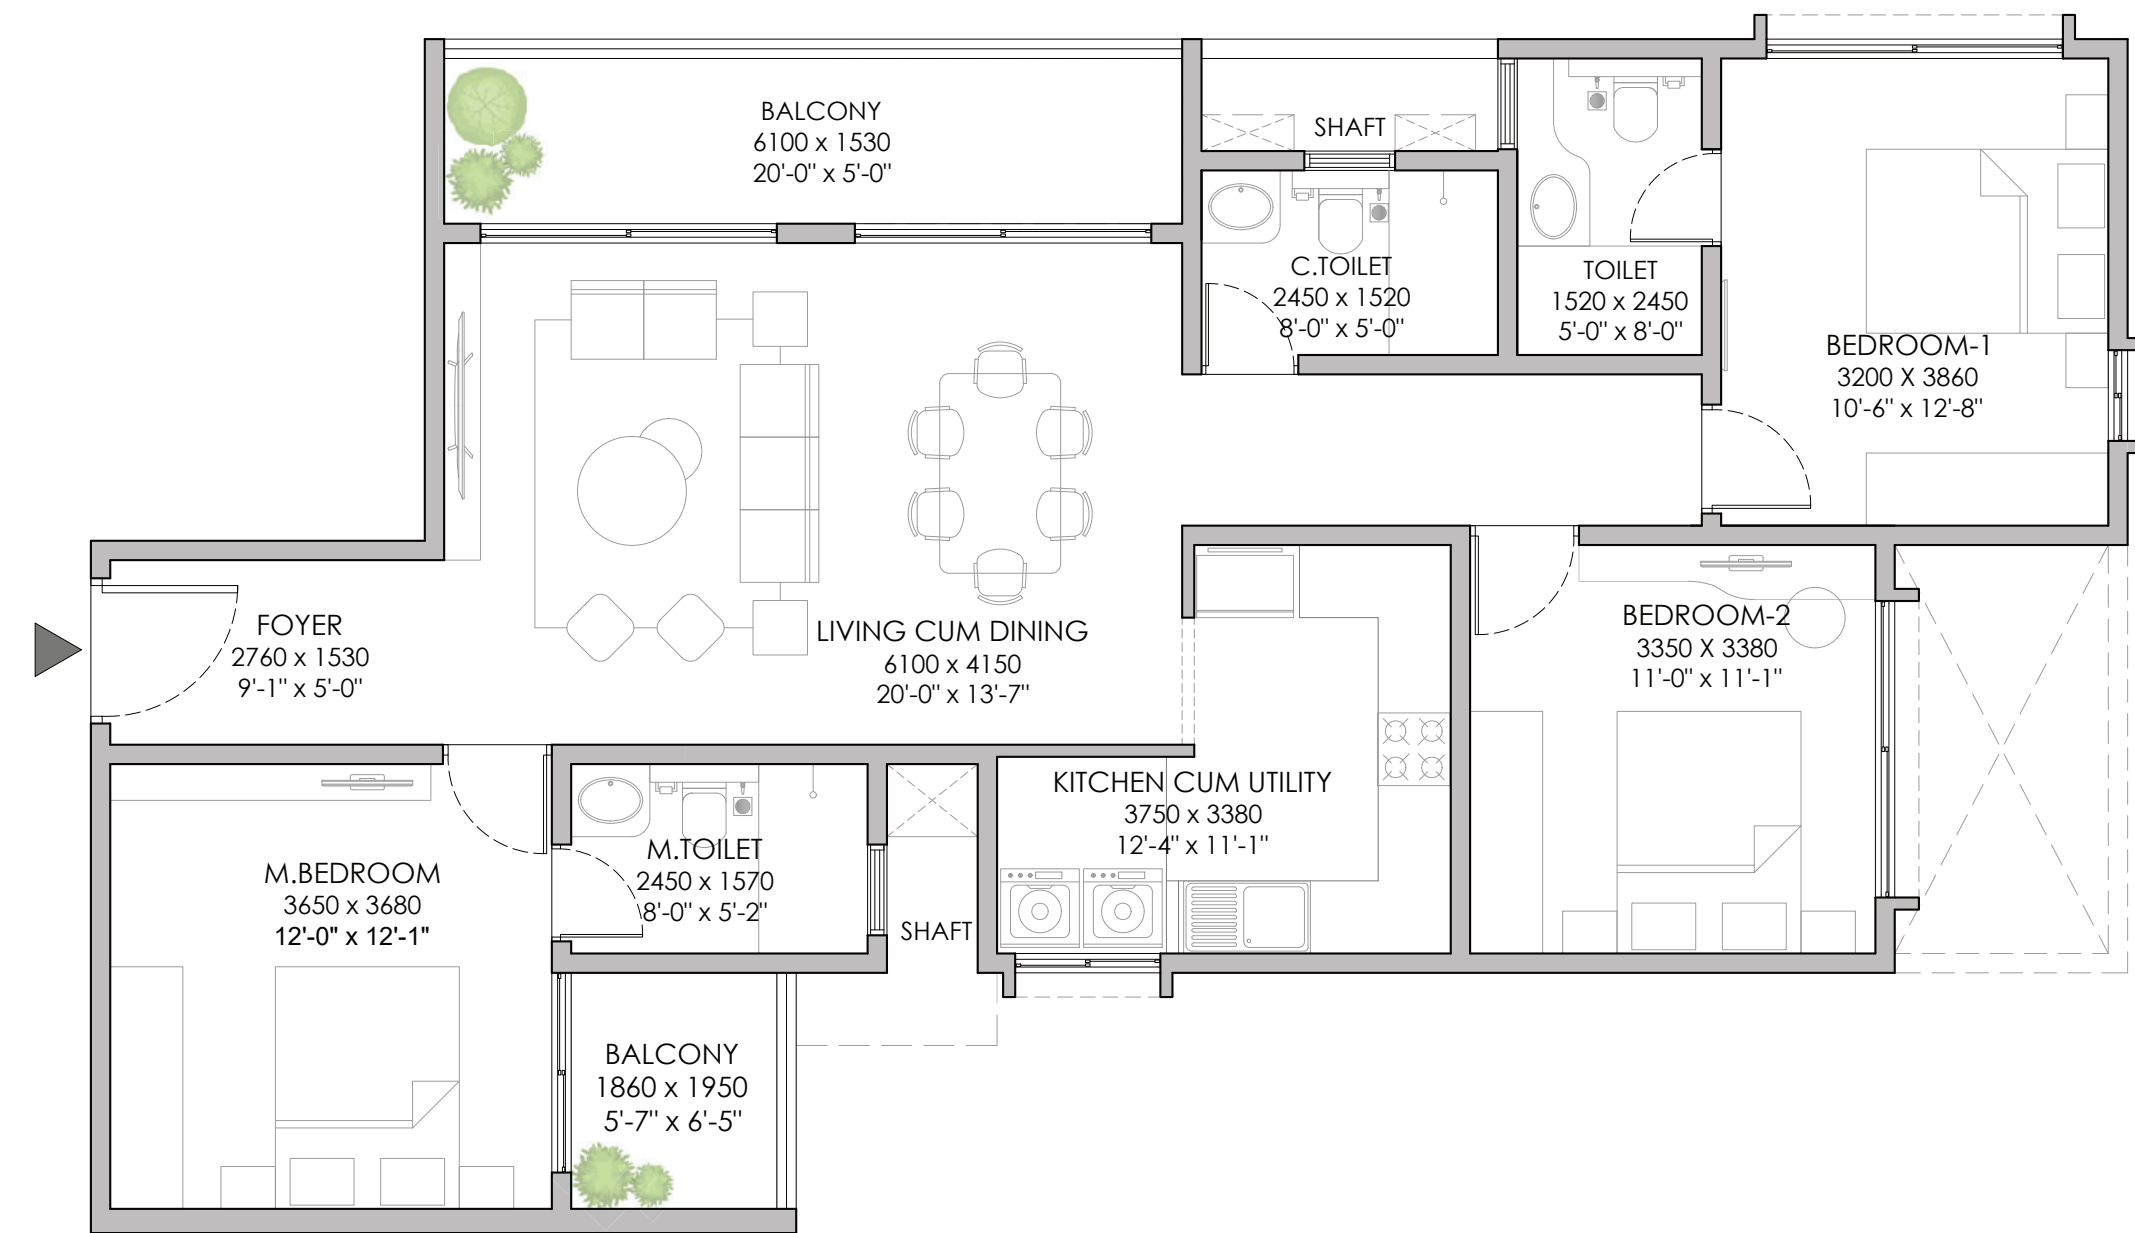 BALCONY
6100 x 1530
20'-0" x 5'-0"
SHAFT
C.TOILET
2450 x 1520
8'-0" x 5'-0"
TOILET
1520 x 2450
5'-0" x 8'-0"
BEDROOM-1
3200 X 3860
10'-6" x 12'-8"
FOYER
2760 x 1530
9'-1" x 5'-0"
LIVING CUM DINING
6100 x 4150
20'-0" x 13'-7"
BEDROOM-2
3350 X 3380
11'-0" x 11'-1"
KITCHEN CUM UTILITY
3750 x 3380
12'-4" x 11'-1"
M.BEDROOM
3650 x 3680
12'-0" x 12'-1"
M.TOILET
2450 x 1570
8'-0" x 5'-2"
SHAFT
BALCONY
1860 x 1950
5'-7" x 6'-5"